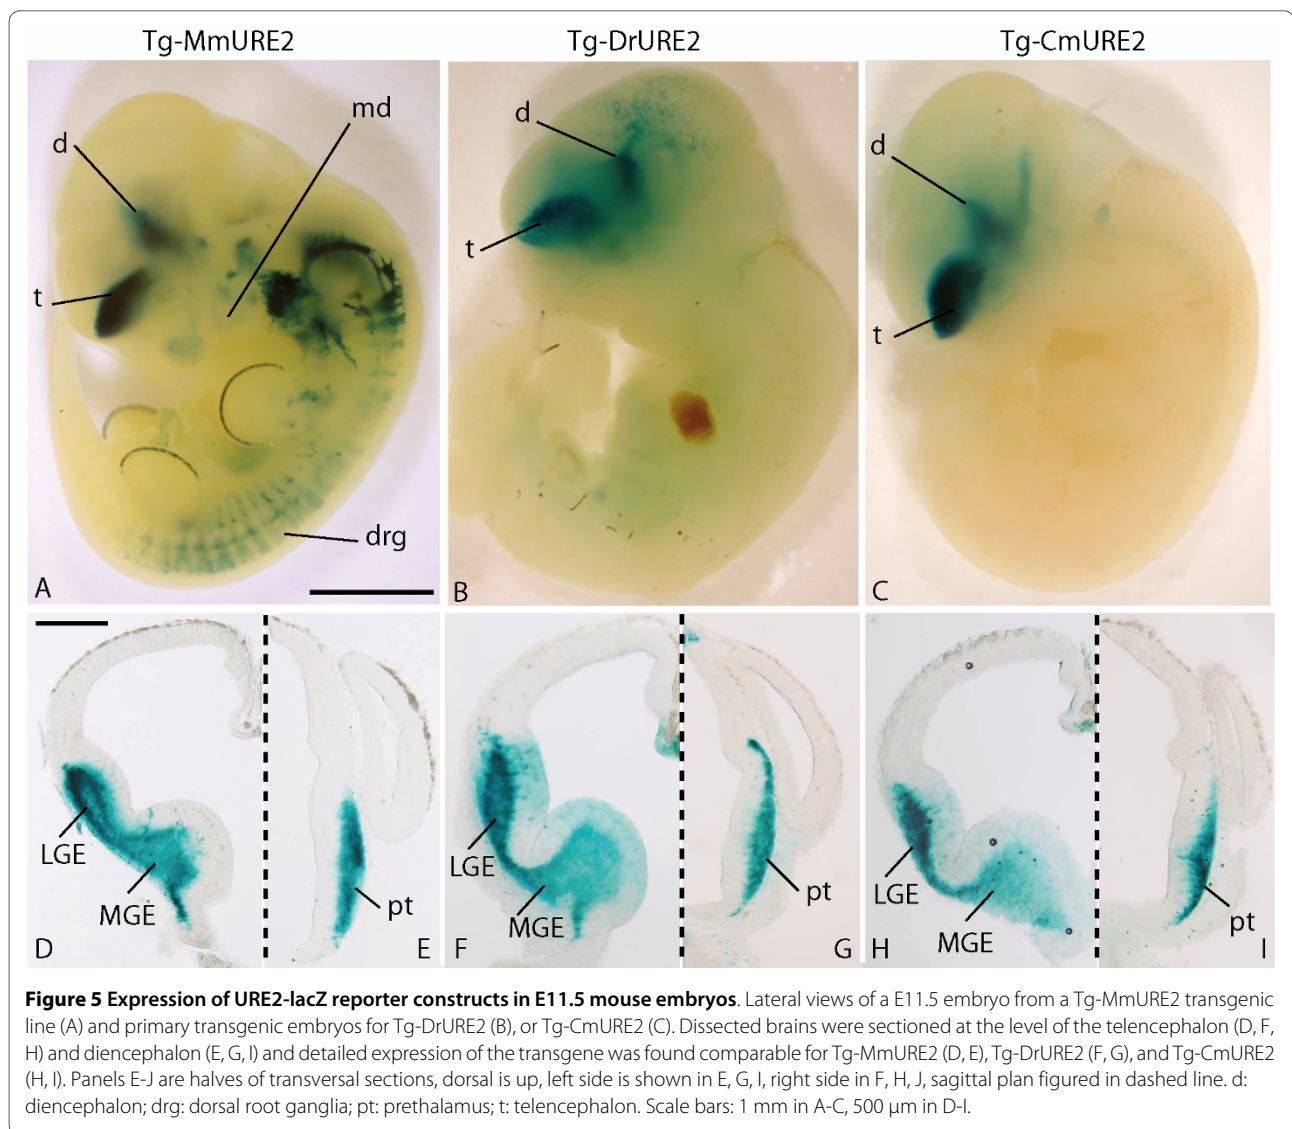 Tg-MmURE2 Tg-DrURE2 Tg-CmURE2
md
d
t
drg
A
d
t
B
d
t
C
LGE
MGE
D
pt
E
LGE
MGE
F
pt
G
LGE
MGE
H
pt
I
Figure 5 Expression of URE2-lacZ reporter constructs in E11.5 mouse embryos. Lateral views of a E11.5 embryo from a Tg-MmURE2 transgenic
line (A) and primary transgenic embryos for Tg-DrURE2 (B), or Tg-CmURE2 (C). Dissected brains were sectioned at the level of the telencephalon (D, F,
H) and diencephalon (E, G, I) and detailed expression of the transgene was found comparable for Tg-MmURE2 (D, E), Tg-DrURE2 (F, G), and Tg-CmURE2
(H, I). Panels E-J are halves of transversal sections, dorsal is up, left side is shown in E, G, I, right side in F, H, J, sagittal plan figured in dashed line. d:
diencephalon; drg: dorsal root ganglia; pt: prethalamus; t: telencephalon. Scale bars: 1 mm in A-C, 500 μm in D-I.